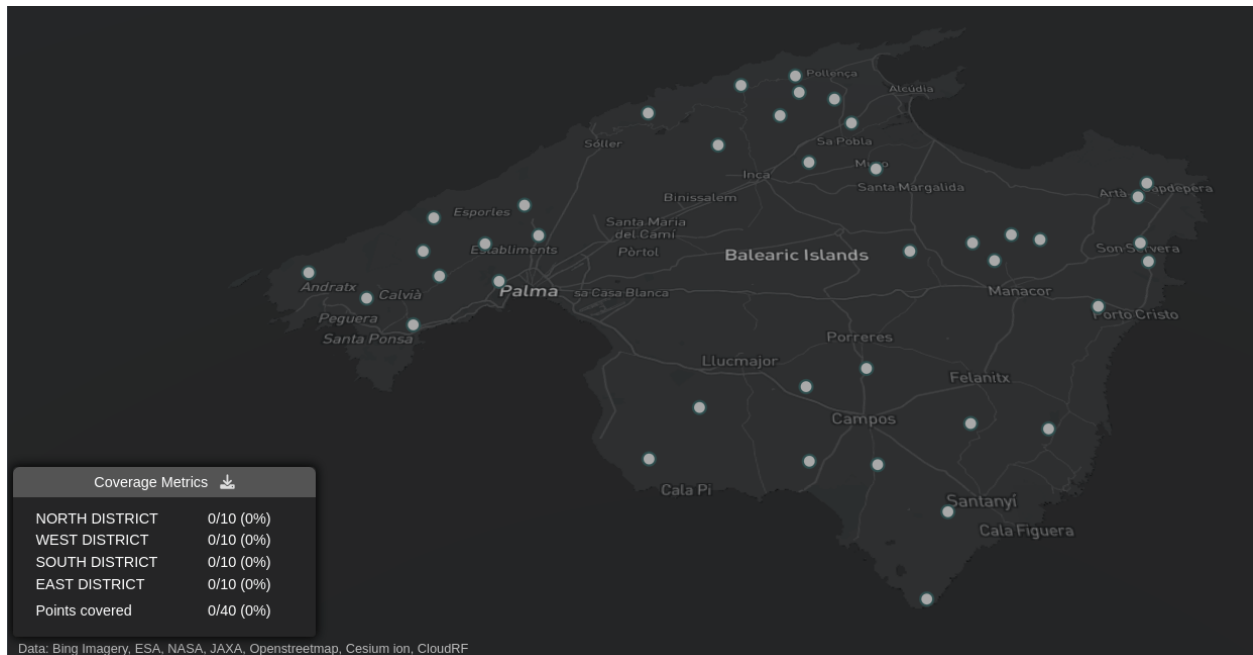 Pollença
Alcúdia
Sóller
Sa Pobla
Muro
Inca
Santa Margalida
Binissalem
Artà
Capdepera
Esporles
Santa Maria
del Camí
Establiments
Pòrtol
Balearic Islands
Son Servera
Andratx
Calvià
Palma
sa Casa Blanca
Manacor
Peguera
Porto Cristo
Santa Ponsa
Porreres
Llucmajor
Felanitx
Campos
Cala Pi
Santanyí
Cala Figuera
Coverage Metrics
NORTH DISTRICT 0/10 (0%)
WEST DISTRICT 0/10 (0%)
SOUTH DISTRICT 0/10 (0%)
EAST DISTRICT 0/10 (0%)
Points covered 0/40 (0%)
Data: Bing Imagery, ESA, NASA, JAXA, Openstreetmap, Cesium ion, CloudRF